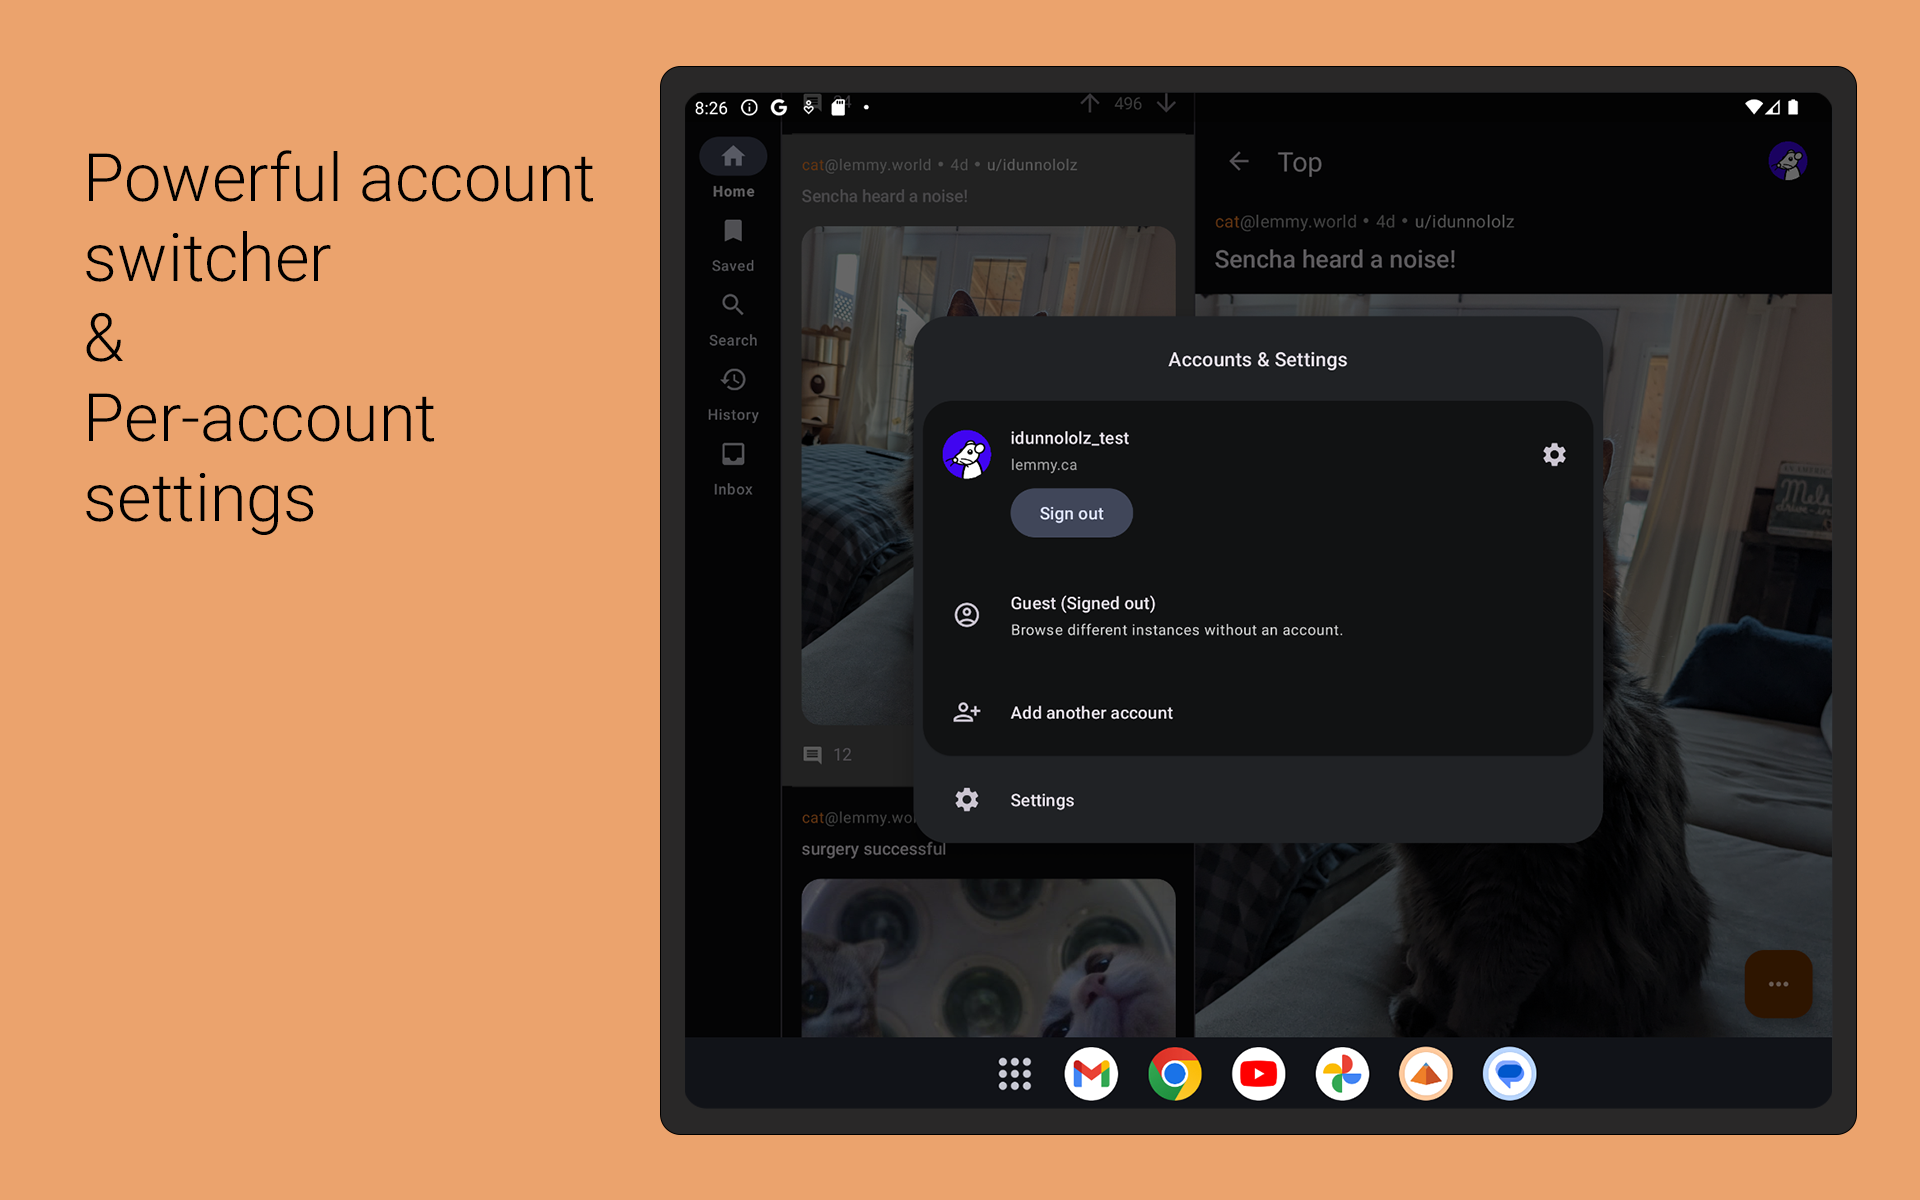 Powerful account
switcher
&
Per-account
settings
8:26
496
Home
Saved
Search
History
Inbox
cat@lemmy.world • 4d • u/idunnololz
Sencha heard a noise!
12
cat@lemmy.wo
surgery successful
Top
cat@lemmy.world • 4d • u/idunnololz
Sencha heard a noise!
Accounts & Settings
idunnololz_test
lemmy.ca
Sign out
Guest (Signed out)
Browse different instances without an account.
Add another account
Settings